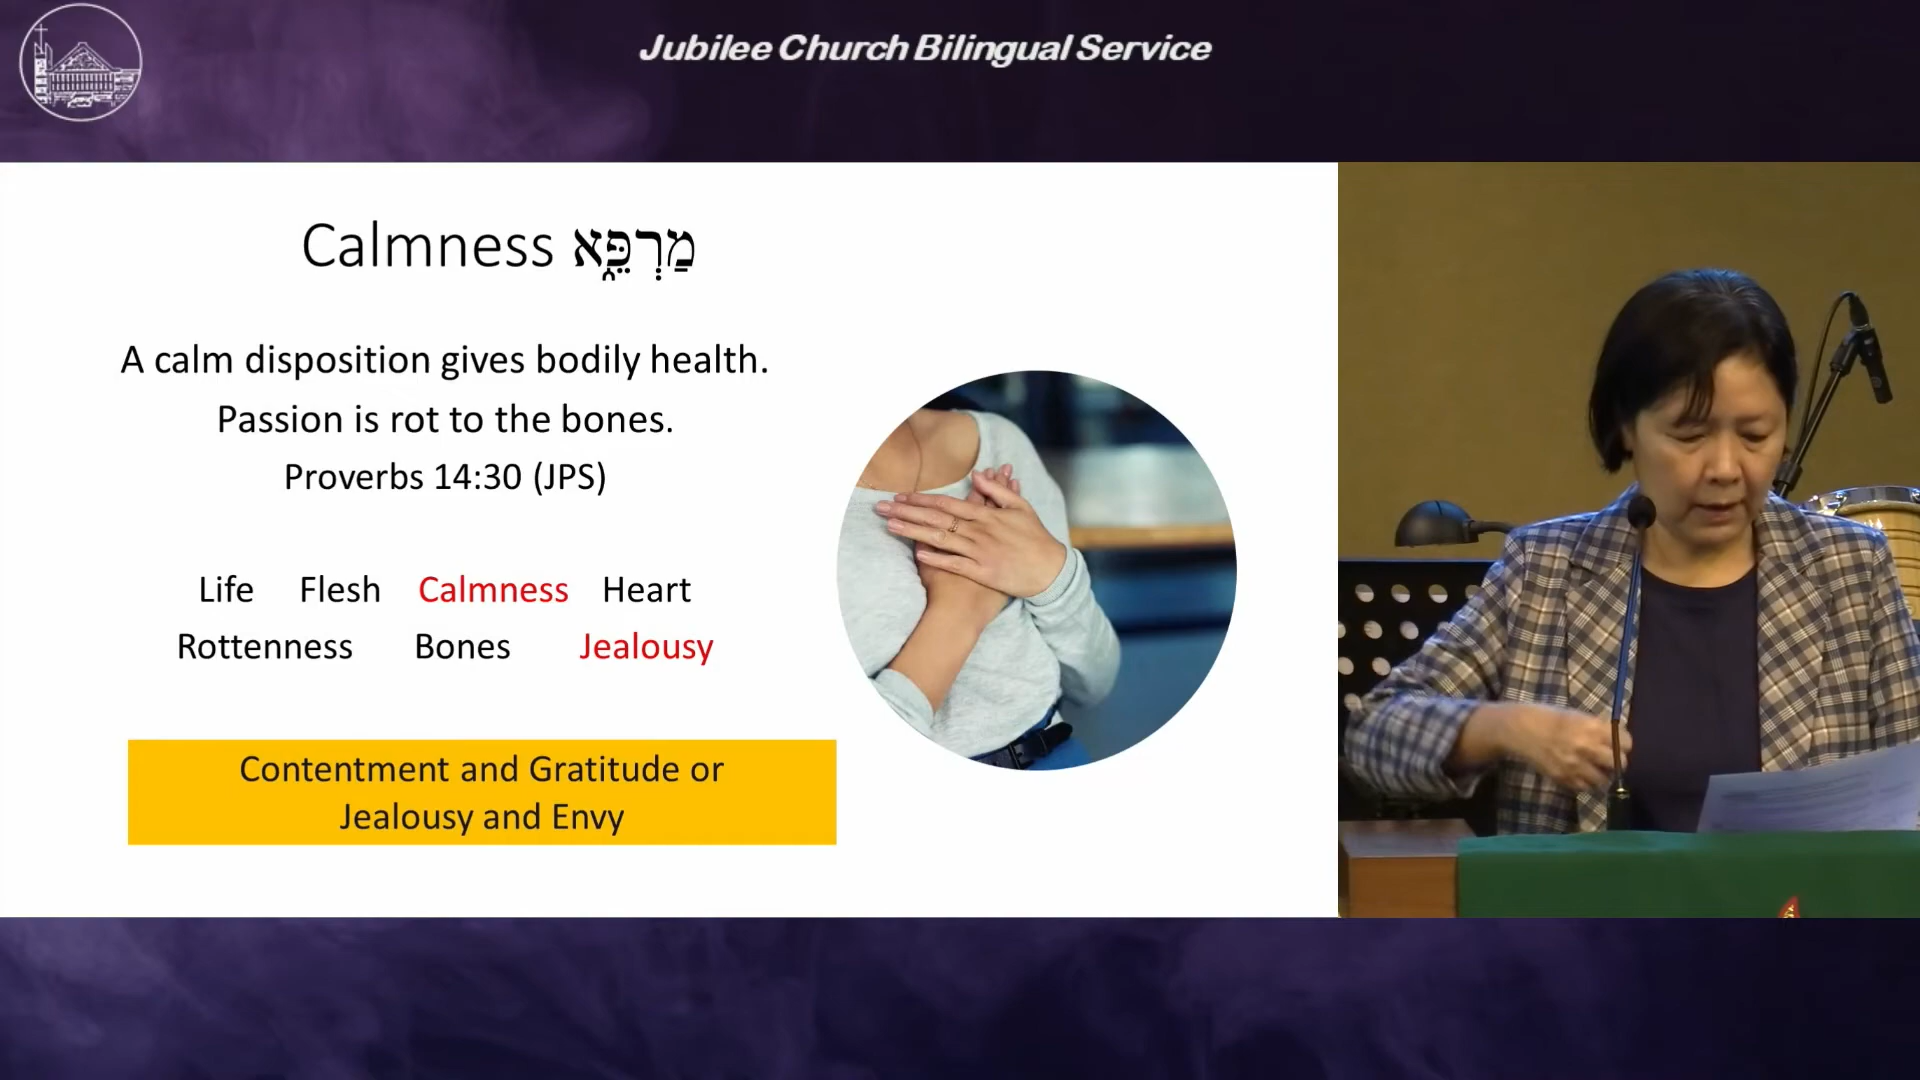 Jubilee Church Bilingual Service
Calmness מַרְפֵּ֑א
A calm disposition gives bodily health.
Passion is rot to the bones.
Proverbs 14:30 (JPS)
Life Flesh Calmness Heart
Rottenness Bones Jealousy
Contentment and Gratitude or
Jealousy and Envy